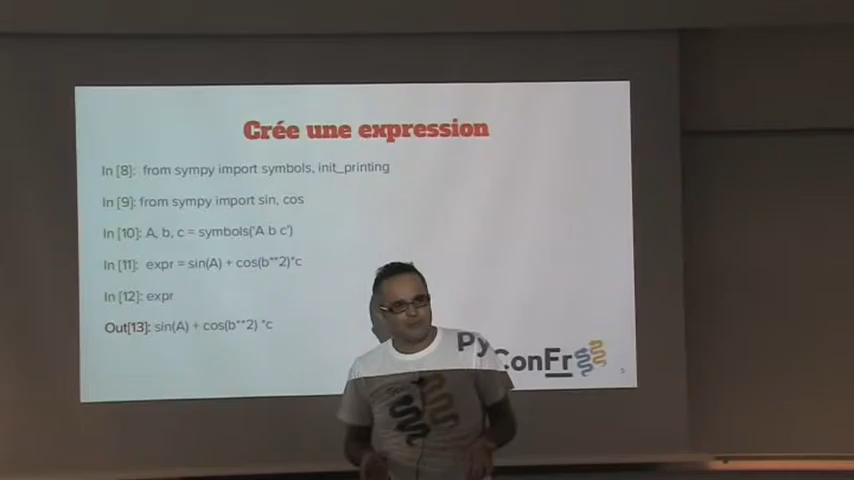 Crée une expression
In [8]: from sympy import symbols, init_printing
In [9]: from sympy import sin, cos
In [10]: A, b, c = symbols('A b c')
In [11]: expr = sin(A) + cos(b**2)*c
In [12]: expr
Out[13]: sin(A) + cos(b**2) *c
PyConFr
5